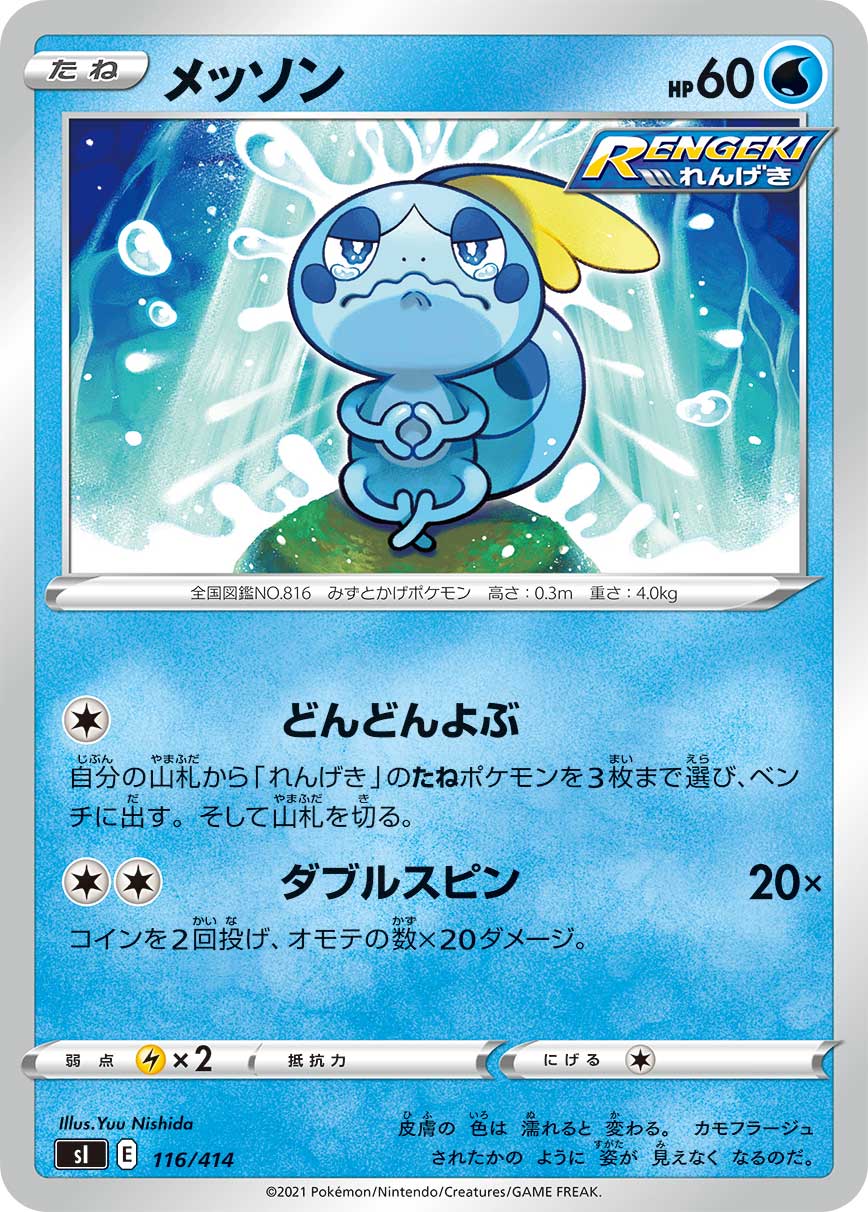 たね
メッソン
HP60
RENGEKI
れんげき
全国図鑑NO.816 みずとかげポケモン 高さ:0.3m 重さ:4.0kg
どんどんよぶ
自分の山札から「れんげき」のたねポケモンを3枚まで選び、ベン
チに出す。そして山札を切る。
ダブルスピン 20×
コインを2回投げ、オモテの数×20ダメージ。
弱点 ×2 抵抗力 にげる
Illus.Yuu Nishida
皮膚の 色は 濡れると 変わる。 カモフラージュ
されたかの ように 姿が 見えなく なるのだ。
sI E 116/414
©2021 Pokémon/Nintendo/Creatures/GAME FREAK.